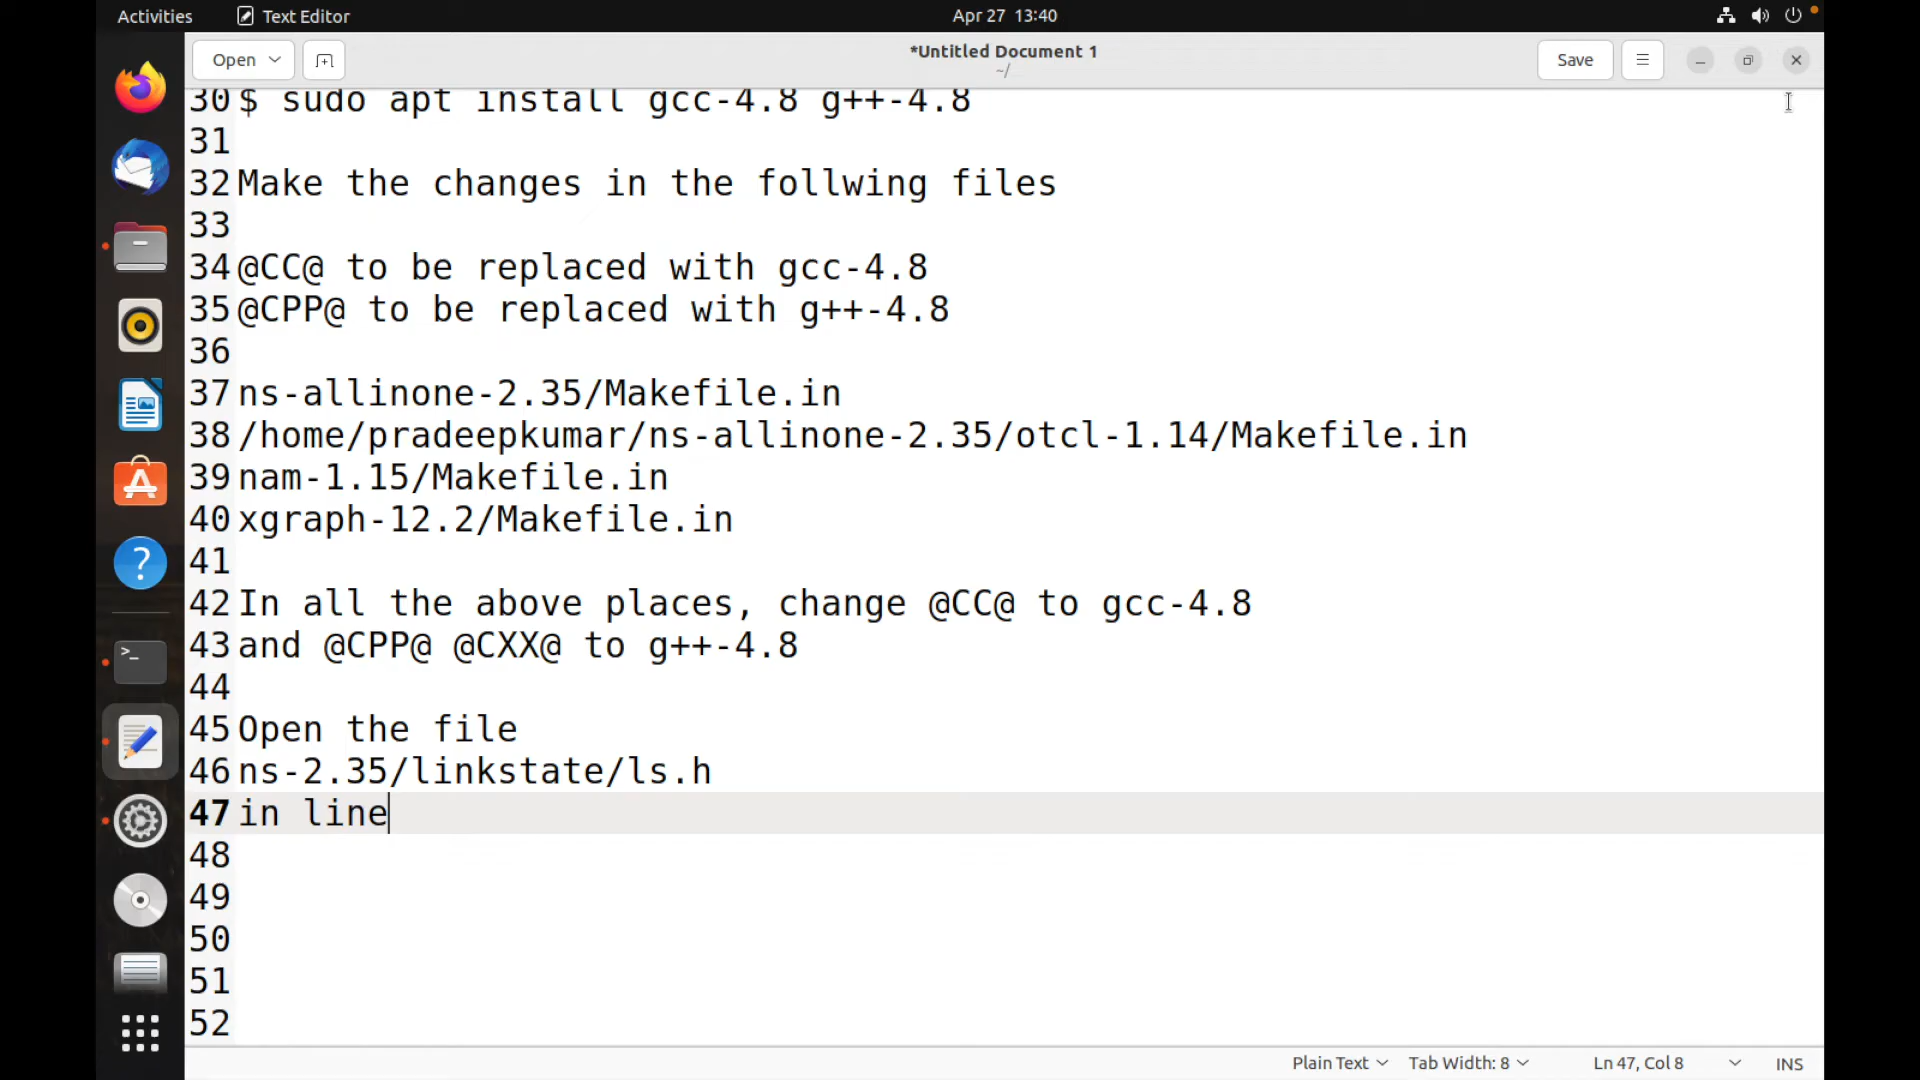 Activities Text Editor Apr 27 13:40
Open *Untitled Document 1 Save
~/
30 $ sudo apt install gcc-4.8 g++-4.8
31
32 Make the changes in the follwing files
33
34 @CC@ to be replaced with gcc-4.8
35 @CPP@ to be replaced with g++-4.8
36
37 ns-allinone-2.35/Makefile.in
38 /home/pradeepkumar/ns-allinone-2.35/otcl-1.14/Makefile.in
39 nam-1.15/Makefile.in
40 xgraph-12.2/Makefile.in
41
42 In all the above places, change @CC@ to gcc-4.8
43 and @CPP@ @CXX@ to g++-4.8
44
45 Open the file
46 ns-2.35/linkstate/ls.h
47 in line
48
49
50
51
52
Plain Text Tab Width: 8 Ln 47, Col 8 INS